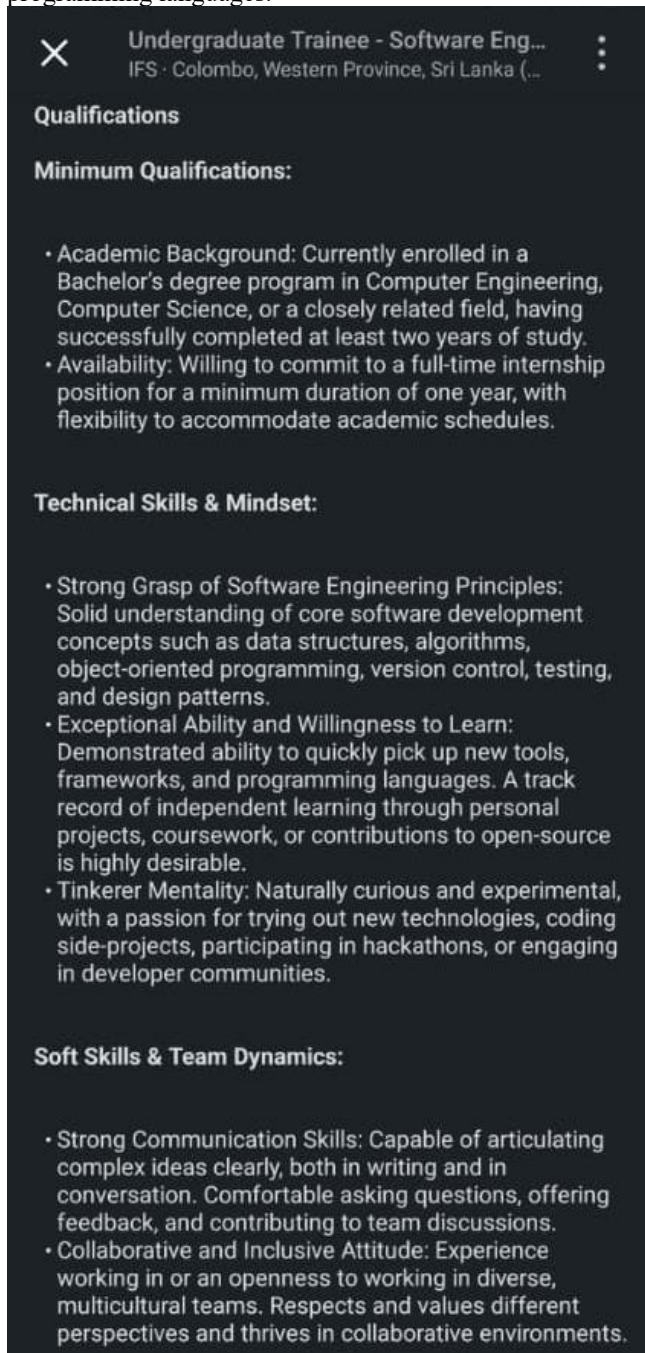 programming languages.
Undergraduate Trainee - Software Eng...
IFS · Colombo, Western Province, Sri Lanka (...
Qualifications
Minimum Qualifications:
• Academic Background: Currently enrolled in a
Bachelor's degree program in Computer Engineering,
Computer Science, or a closely related field, having
successfully completed at least two years of study.
• Availability: Willing to commit to a full-time internship
position for a minimum duration of one year, with
flexibility to accommodate academic schedules.
Technical Skills & Mindset:
• Strong Grasp of Software Engineering Principles:
Solid understanding of core software development
concepts such as data structures, algorithms,
object-oriented programming, version control, testing,
and design patterns.
• Exceptional Ability and Willingness to Learn:
Demonstrated ability to quickly pick up new tools,
frameworks, and programming languages. A track
record of independent learning through personal
projects, coursework, or contributions to open-source
is highly desirable.
• Tinkerer Mentality: Naturally curious and experimental,
with a passion for trying out new technologies, coding
side-projects, participating in hackathons, or engaging
in developer communities.
Soft Skills & Team Dynamics:
• Strong Communication Skills: Capable of articulating
complex ideas clearly, both in writing and in
conversation. Comfortable asking questions, offering
feedback, and contributing to team discussions.
• Collaborative and Inclusive Attitude: Experience
working in or an openness to working in diverse,
multicultural teams. Respects and values different
perspectives and thrives in collaborative environments.